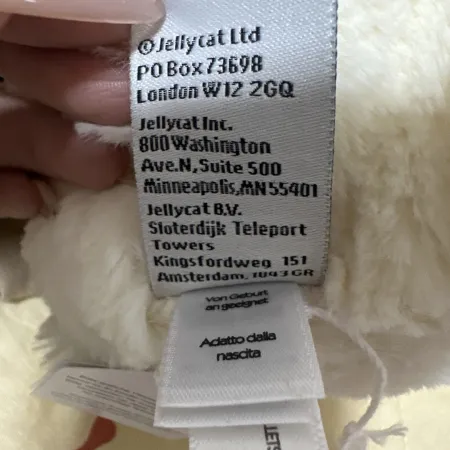 ©Jellycat Ltd
PO Box 73698
London W12 2GQ
Jellycat Inc.
800 Washington
Ave.N, Suite 500
Minneapolis,MN 55401
Jellycat B.V.
Sloterdijk Teleport
Towers
Kingsfordweg 151
Amsterdam, 1043 GR
Von Geburt
an geeignet
Adatto dalla
nascita